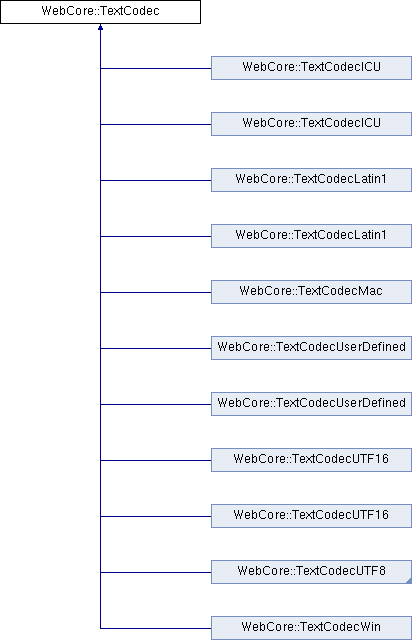 WebCore::TextCodec
WebCore::TextCodecICU
WebCore::TextCodecICU
WebCore::TextCodecLatin1
WebCore::TextCodecLatin1
WebCore::TextCodecMac
WebCore::TextCodecUserDefined
WebCore::TextCodecUserDefined
WebCore::TextCodecUTF16
WebCore::TextCodecUTF16
WebCore::TextCodecUTF8
WebCore::TextCodecWin